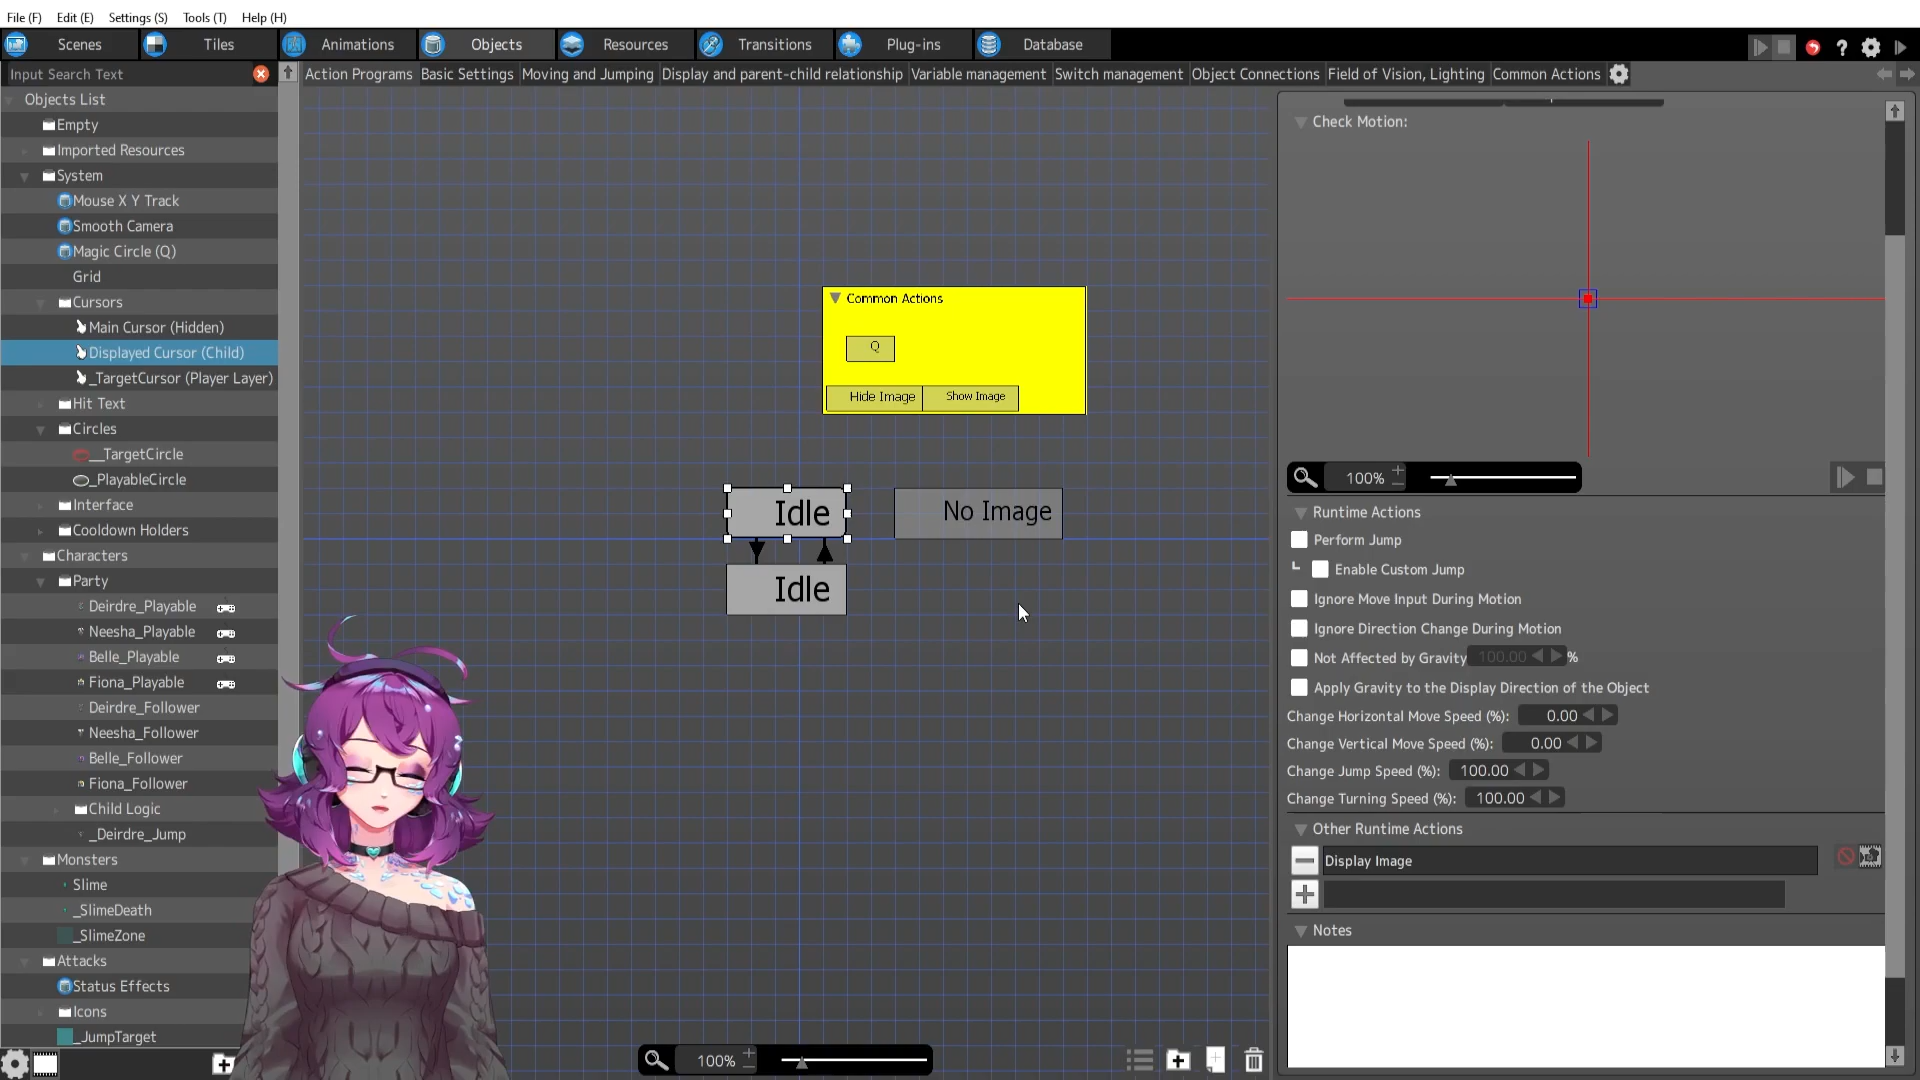 File (F) Edit (E) Settings (S) Tools (T) Help (H)
Scenes Tiles Animations Objects Resources Transitions Plug-ins Database
Input Search Text
Action Programs Basic Settings Moving and Jumping Display and parent-child relationship Variable management Switch management Object Connections Field of Vision, Lighting Common Actions
Objects List
Empty
Imported Resources
System
Mouse X Y Track
Smooth Camera
Magic Circle (Q)
Grid
Cursors
Main Cursor (Hidden)
Displayed Cursor (Child)
_TargetCursor (Player Layer)
Hit Text
Circles
__TargetCircle
_PlayableCircle
Interface
Cooldown Holders
Characters
Party
Deirdre_Playable
Neesha_Playable
Belle_Playable
Fiona_Playable
Deirdre_Follower
Neesha_Follower
Belle_Follower
Fiona_Follower
Child Logic
_Deirdre_Jump
Monsters
Slime
_SlimeDeath
_SlimeZone
Attacks
Status Effects
Icons
_JumpTarget
Common Actions
Q
Hide Image Show Image
Idle No Image
Idle
100%
Check Motion:
100%
Runtime Actions
Perform Jump
Enable Custom Jump
Ignore Move Input During Motion
Ignore Direction Change During Motion
Not Affected by Gravity 100.00 %
Apply Gravity to the Display Direction of the Object
Change Horizontal Move Speed (%): 0.00
Change Vertical Move Speed (%): 0.00
Change Jump Speed (%): 100.00
Change Turning Speed (%): 100.00
Other Runtime Actions
Display Image
Notes